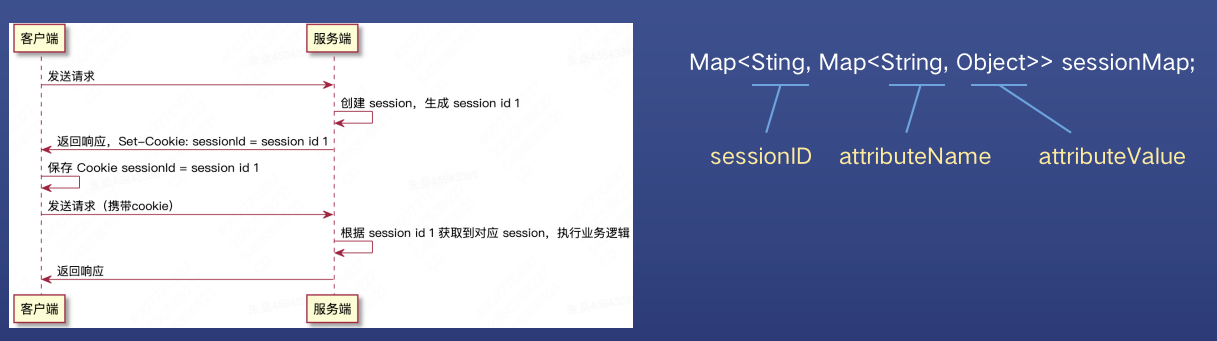 客户端
服务端
发送请求
创建 session，生成 session id 1
返回响应，Set-Cookie: sessionId = session id 1
保存 Cookie sessionId = session id 1
发送请求（携带cookie）
根据 session id 1 获取到对应 session，执行业务逻辑
返回响应
客户端
服务端
Map<Sting, Map<String, Object>> sessionMap;
sessionID
attributeName
attributeValue